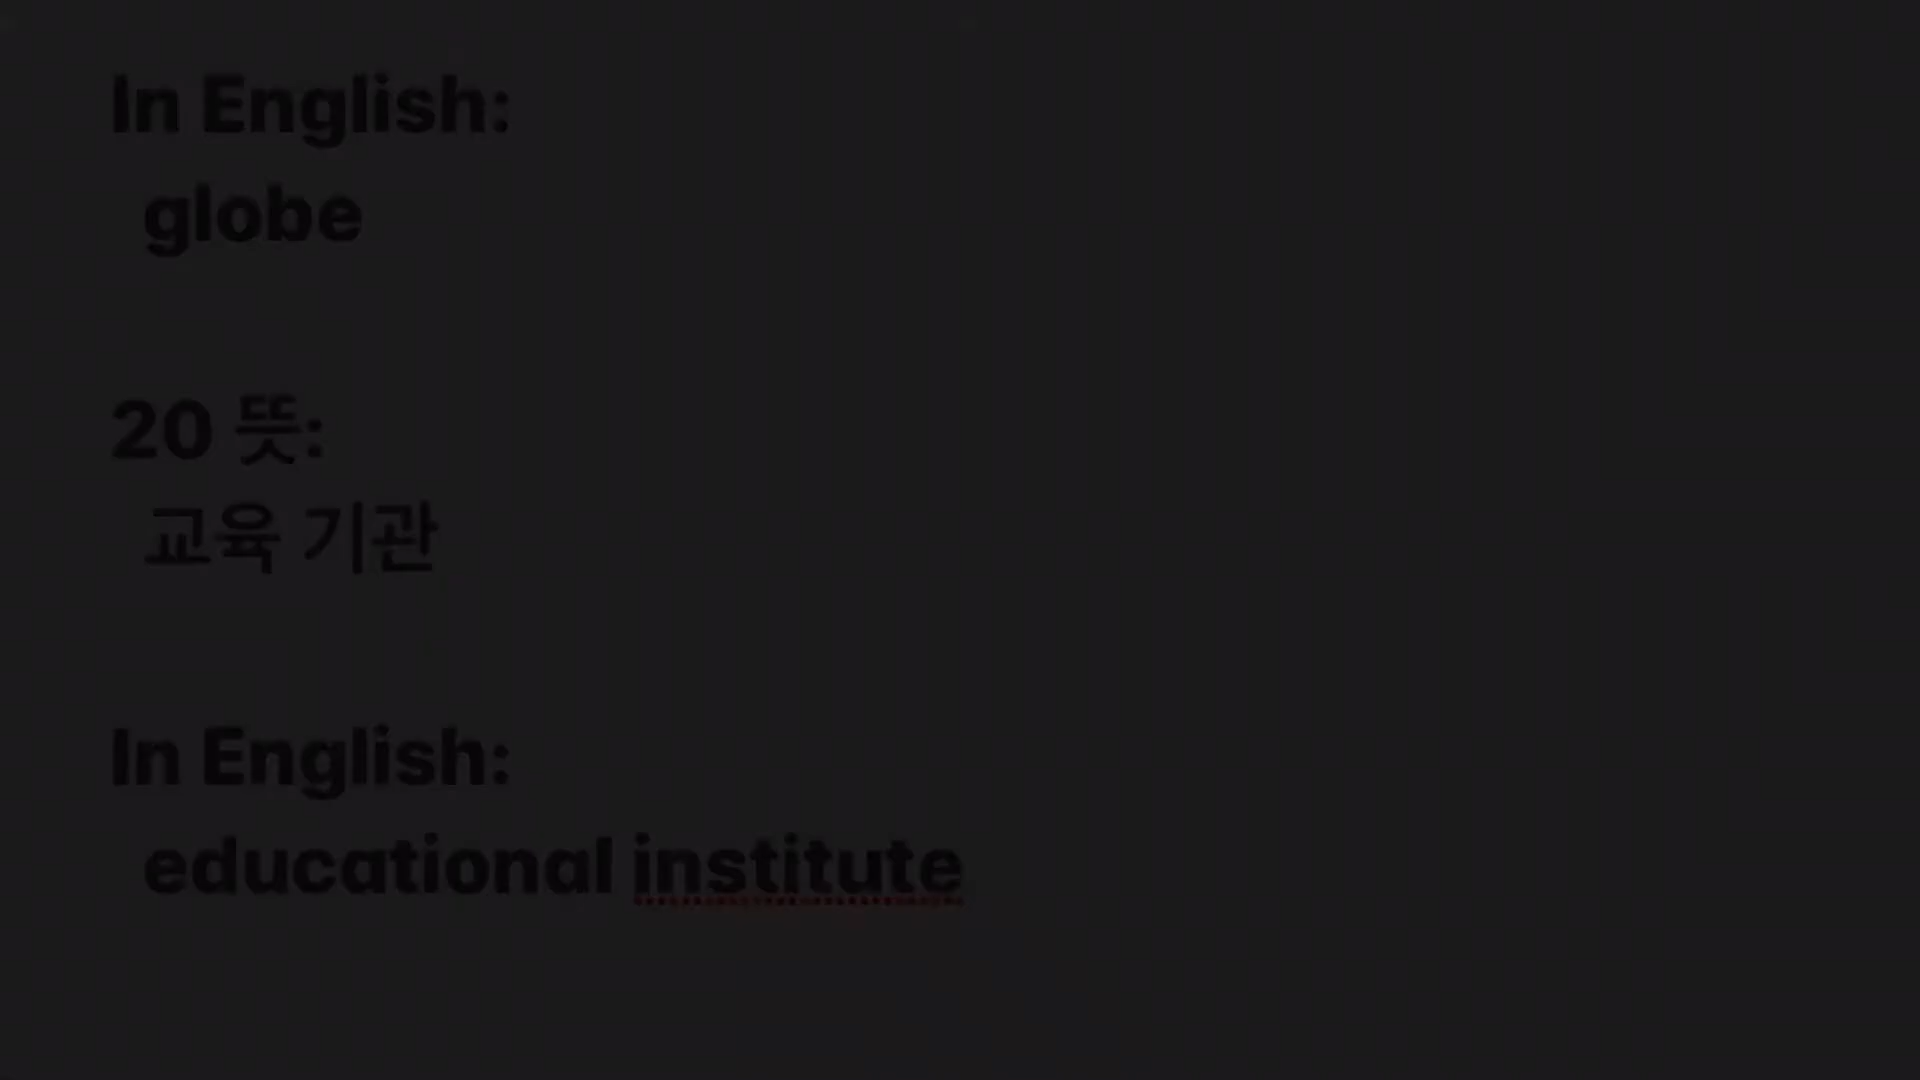 In English:
globe
20 뜻:
교육 기관
In English:
educational institute